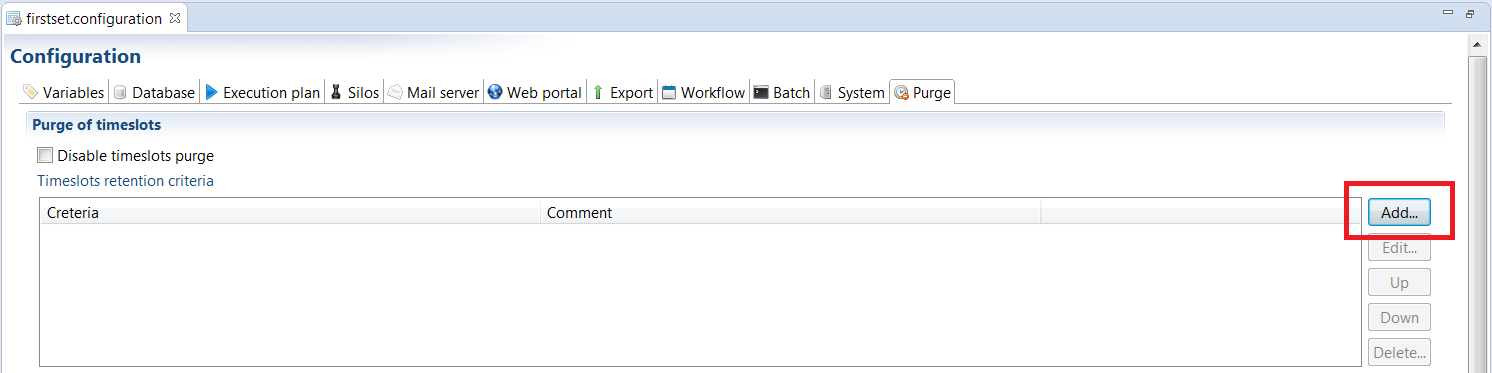 firstset.configuration
Configuration
Variables Database Execution plan Silos Mail server Web portal Export Workflow Batch System Purge
Purge of timeslots
Disable timeslots purge
Timeslots retention criteria
Creteria Comment
Add...
Edit...
Up
Down
Delete...